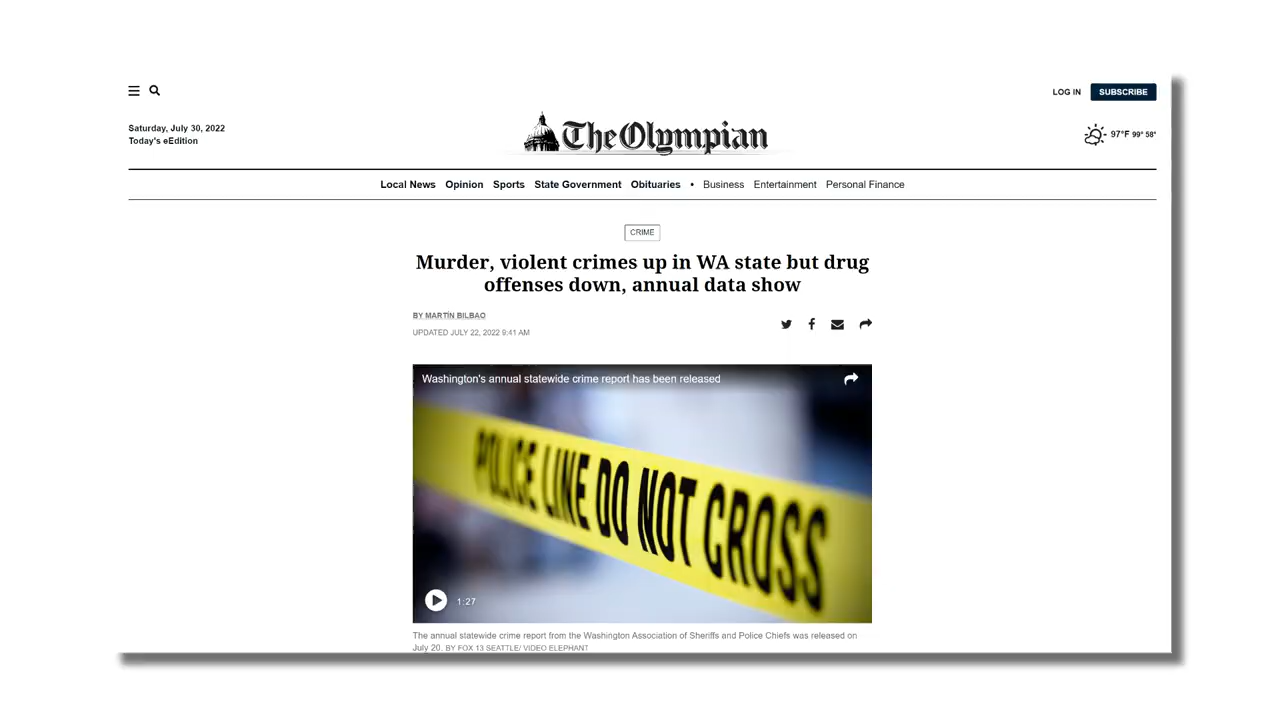 LOG IN
SUBSCRIBE
Saturday, July 30, 2022
Today's eEdition
The Olympian
97°F 99° 58°
Local News Opinion Sports State Government Obituaries • Business Entertainment Personal Finance
CRIME
Murder, violent crimes up in WA state but drug
offenses down, annual data show
BY MARTÍN BILBAO
UPDATED JULY 22, 2022 9:41 AM
Washington's annual statewide crime report has been released
POLICE LINE DO NOT CROSS
1:27
The annual statewide crime report from the Washington Association of Sheriffs and Police Chiefs was released on
July 20. BY FOX 13 SEATTLE/ VIDEO ELEPHANT